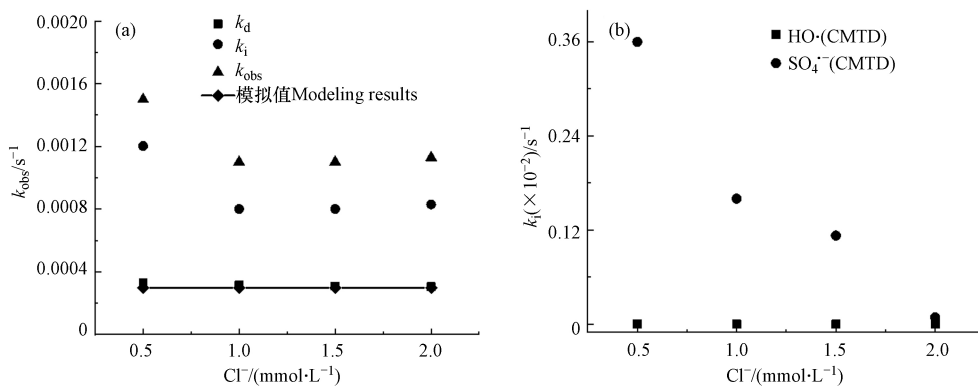 (a)
k_d
k_i
k_obs
模拟值Modeling results
k_obs/s⁻¹
0.0020
0.0016
0.0012
0.0008
0.0004
0
0.5 1.0 1.5 2.0
Cl⁻/(mmol·L⁻¹)
(b)
HO·(CMTD)
SO₄·⁻(CMTD)
k_i(×10⁻²)/s⁻¹
0.36
0.24
0.12
0
0.5 1.0 1.5 2.0
Cl⁻/(mmol·L⁻¹)